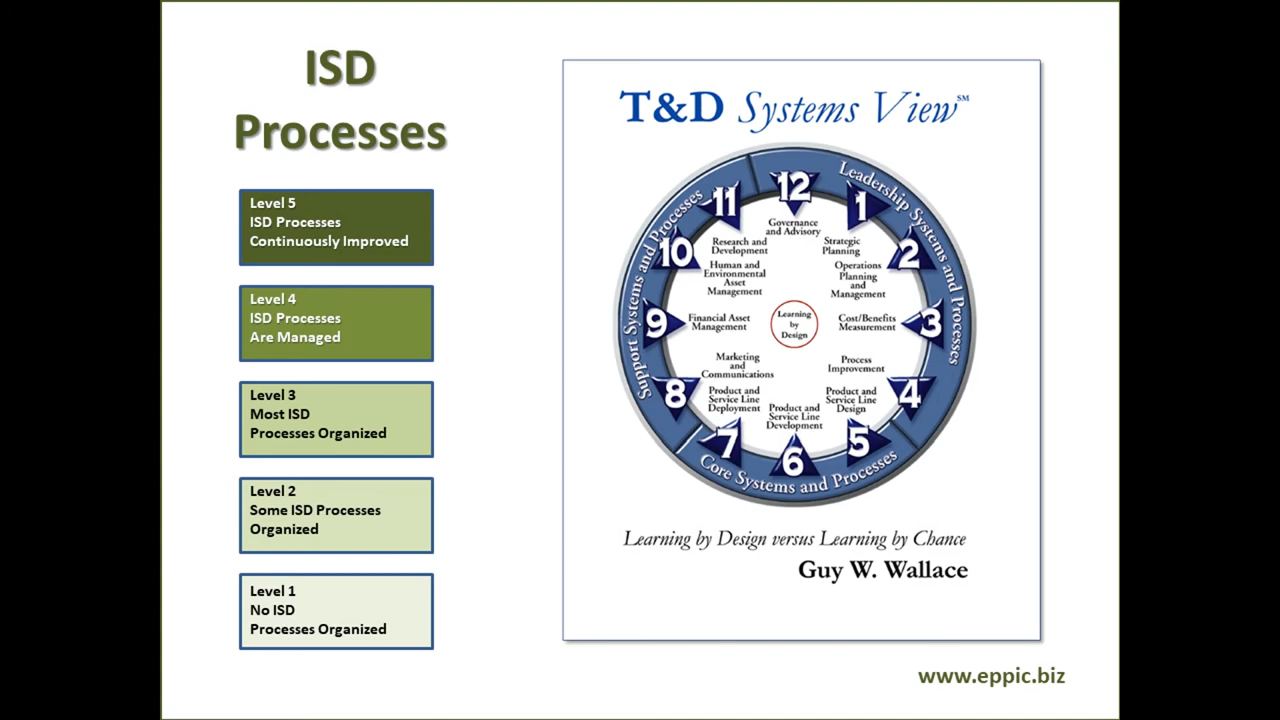 ISD
Processes
Level 5
ISD Processes
Continuously Improved
Level 4
ISD Processes
Are Managed
Level 3
Most ISD
Processes Organized
Level 2
Some ISD Processes
Organized
Level 1
No ISD
Processes Organized
T&D Systems View℠
Leadership Systems and Processes
Core Systems and Processes
Support Systems and Processes
12
Governance
and Advisory
1
Strategic
Planning
2
Operations
Planning
and
Management
3
Cost/Benefits
Measurement
4
Process
Improvement
5
Product and
Service Line
Design
6
Product and
Service Line
Development
7
Product and
Service Line
Deployment
8
Marketing
and
Communications
9
Financial Asset
Management
10
Human and
Environmental
Asset
Management
11
Research and
Development
Learning
by
Design
Learning by Design versus Learning by Chance
Guy W. Wallace
www.eppic.biz